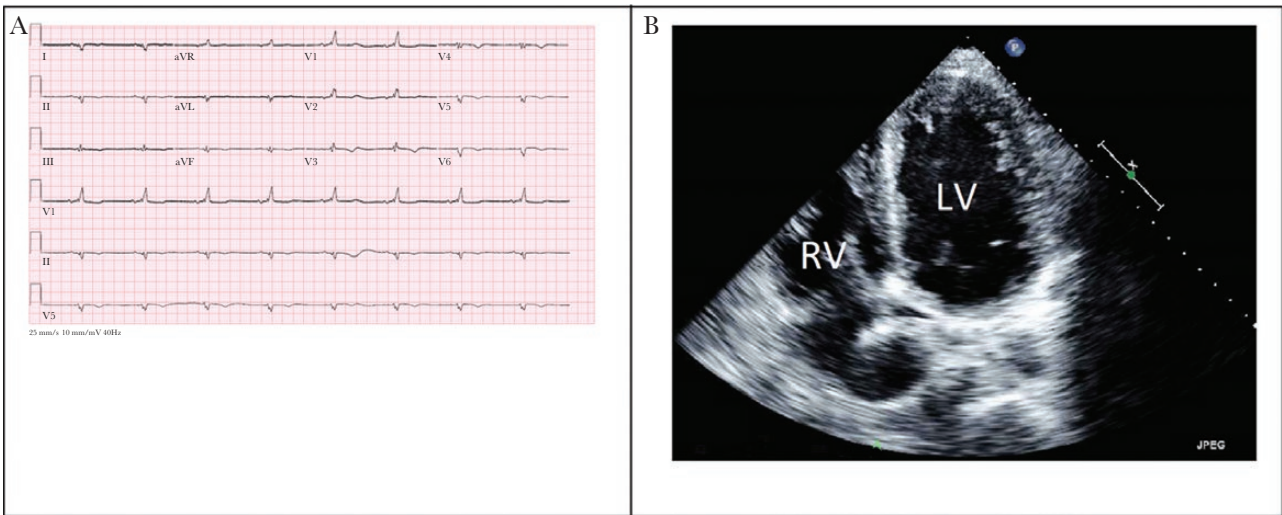 A
I aVR V1 V4
II aVL V2 V5
III aVF V3 V6
V1
II
V5
25 mm/s 10 mm/mV 40Hz
B
P
X
LV
RV
JPEG